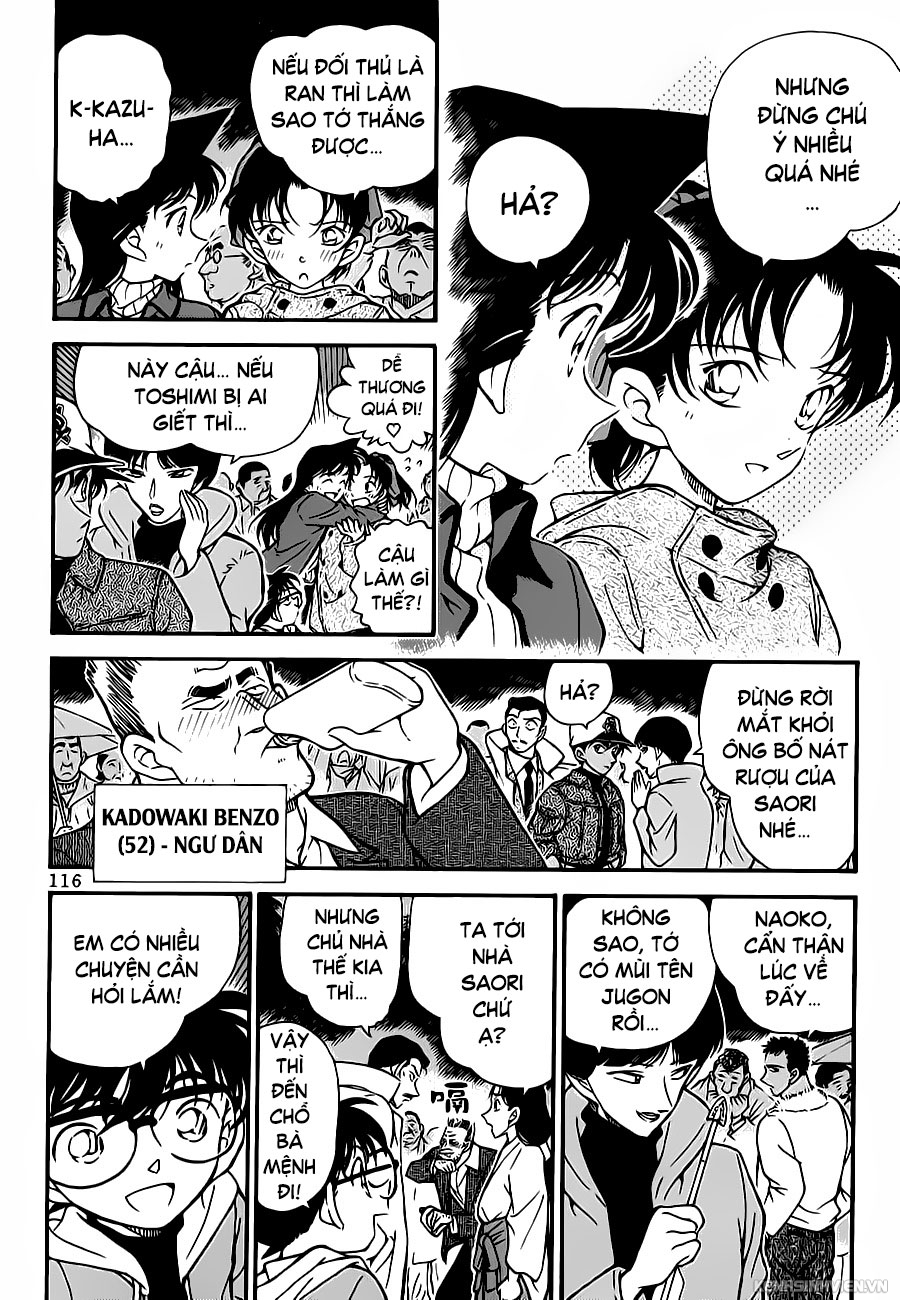 NHƯNG
ĐỪNG CHÚ
Ý NHIỀU
QUÁ NHÉ
...
HẢ?
NẾU ĐỐI THỦ LÀ
RAN THÌ LÀM
SAO TỚ THẮNG
ĐƯỢC...
K-KAZU-
HA...
DỄ
THƯƠNG
QUÁ ĐI!
♡
CẬU
LÀM GÌ
THẾ?!
NÀY CẬU... NẾU
TOSHIMI BỊ AI
GIẾT THÌ...
ĐỪNG RỜI
MẮT KHỎI
ÔNG BỐ NÁT
RƯỢU CỦA
SAORI
NHÉ...
HẢ?
KADOWAKI BENZO
(52) - NGƯ DÂN
116
NAOKO,
CẨN THẬN
LÚC VỀ
ĐẤY...
KHÔNG
SAO, TỚ
CÓ MŨI TÊN
JUGON
RỒI...
TA TỚI
NHÀ
SAORI
CHỨ
Ạ?
NHƯNG
CHỦ NHÀ
THẾ KIA
THÌ...
嗝
VẬY
THÌ
ĐẾN
CHỖ
BÀ
MỆNH
ĐI!
EM CÓ NHIỀU
CHUYỆN CẦN
HỎI LẮM!